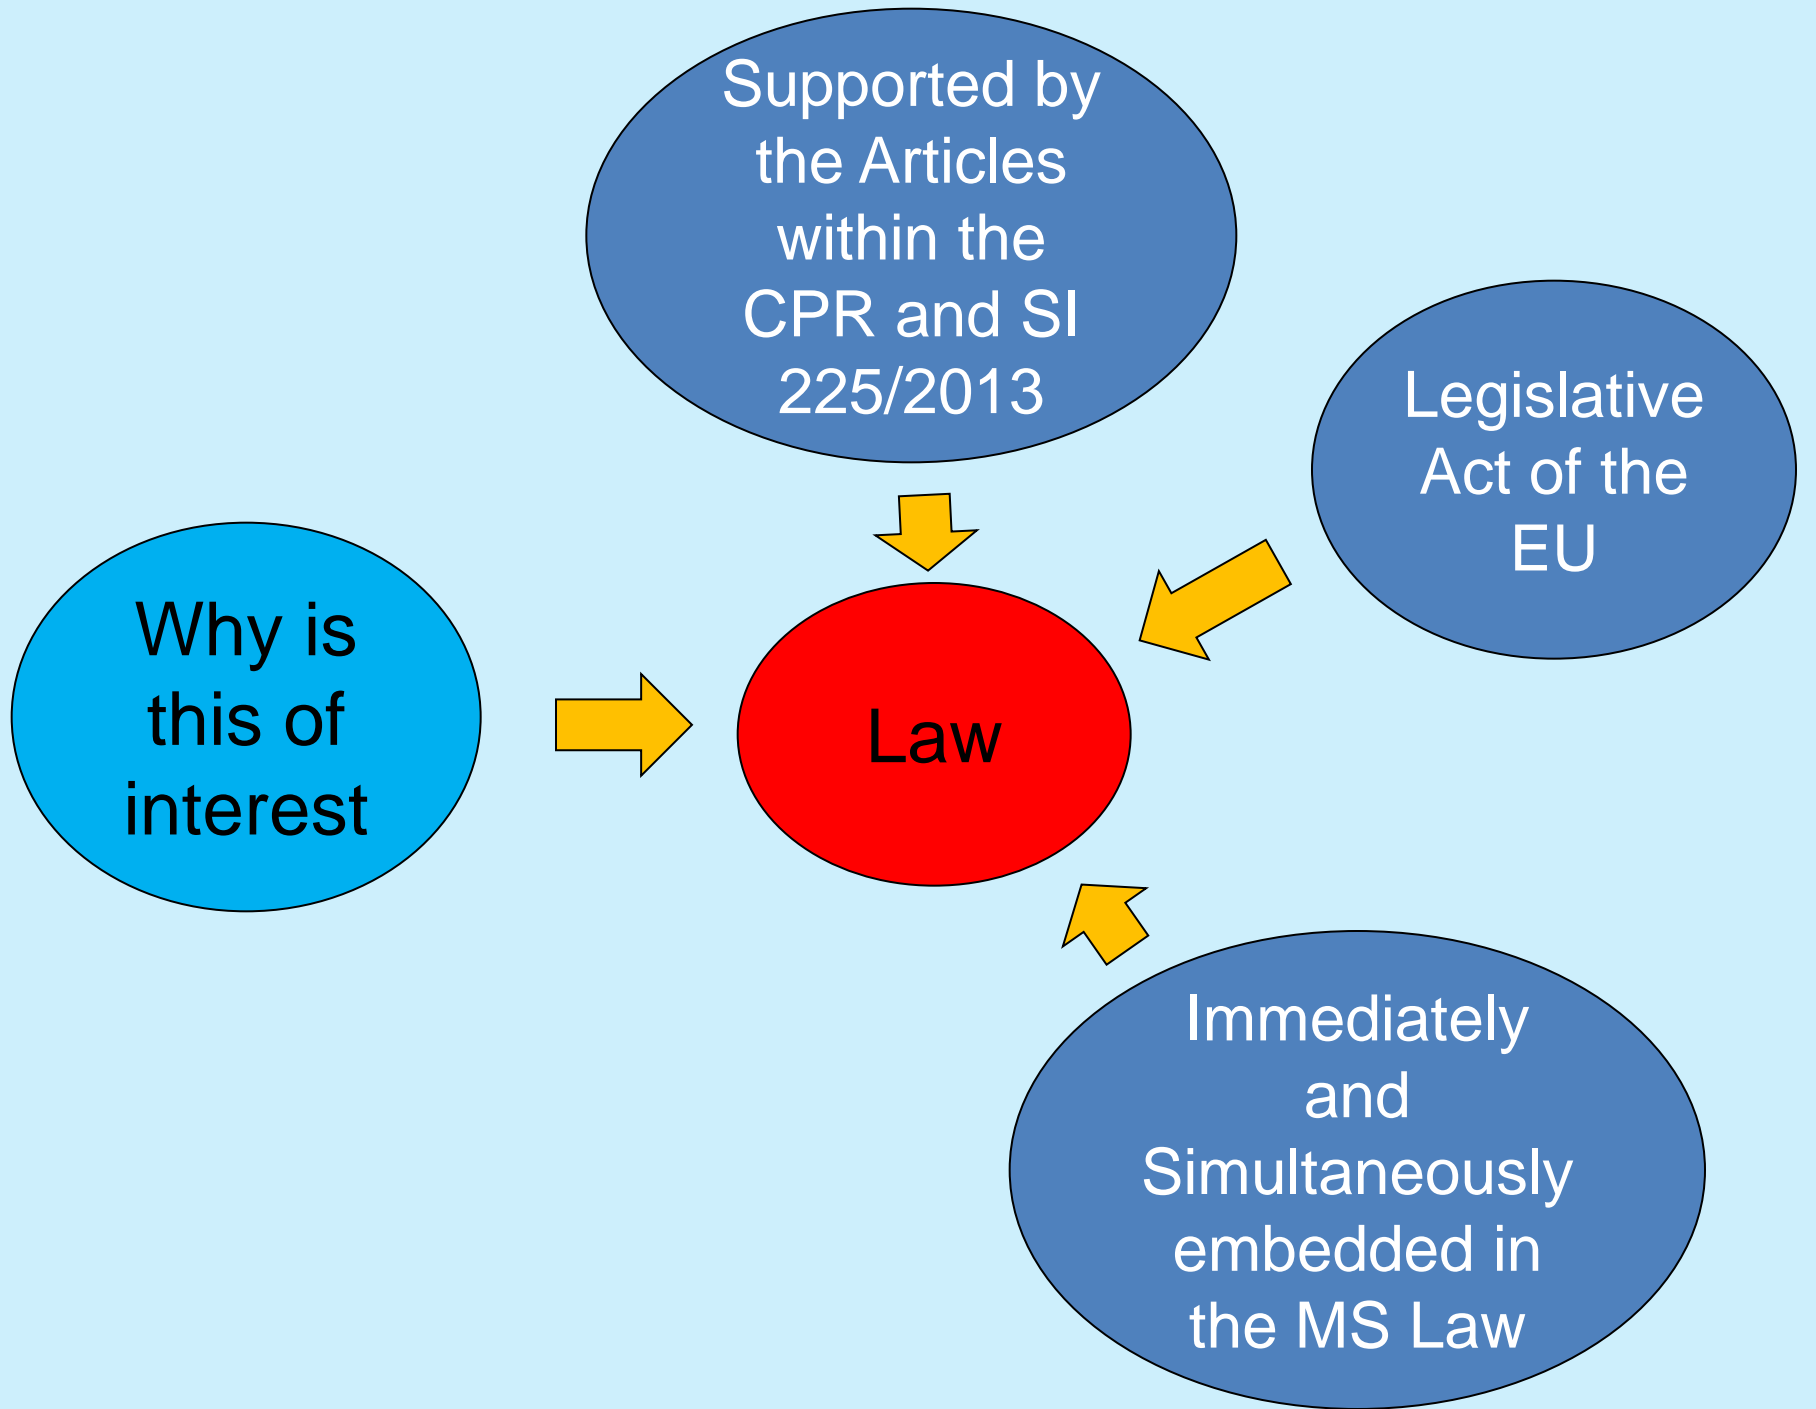 Supported by
the Articles
within the
CPR and SI
225/2013
Legislative
Act of the
EU
Why is
this of
interest
Law
Immediately
and
Simultaneously
embedded in
the MS Law